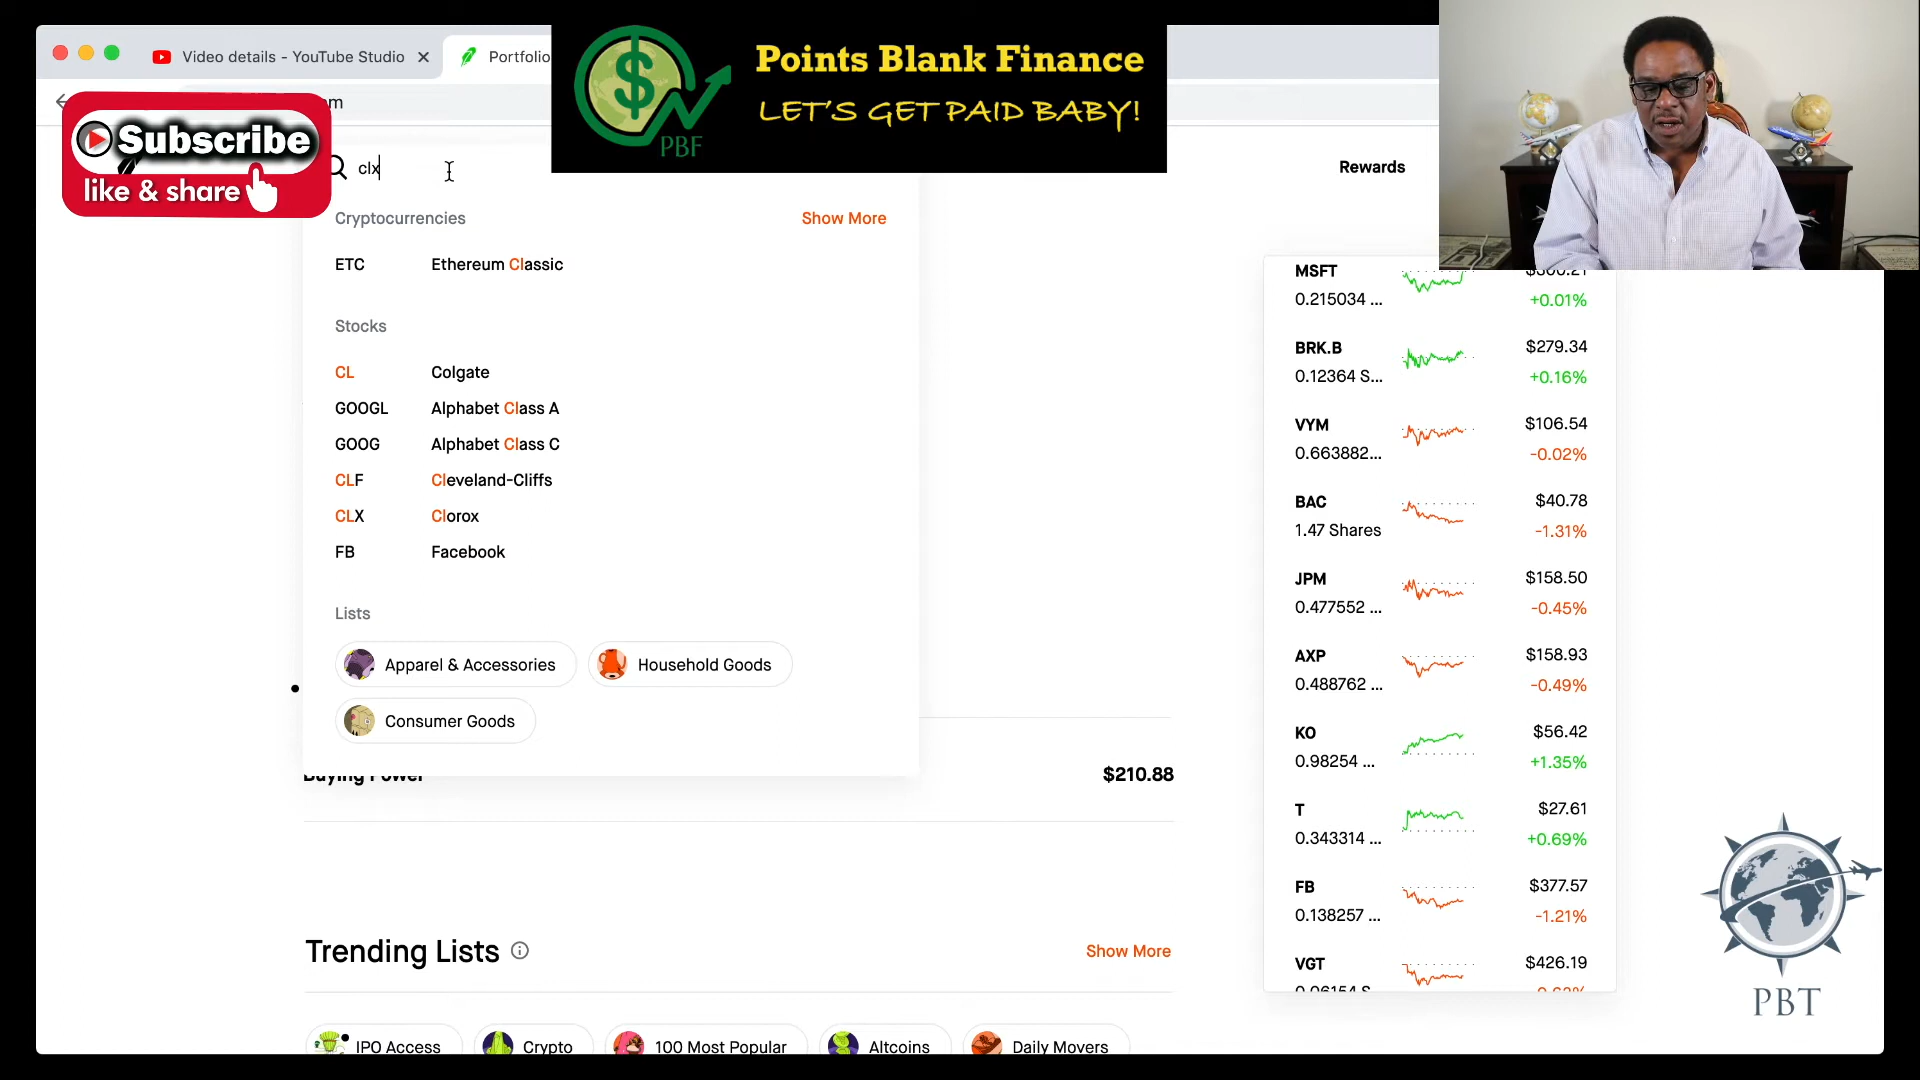 Video details - YouTube Studio
Portfolio
Points Blank Finance
LET'S GET PAID BABY!
PBF
Subscribe
like & share
om
clx
Rewards
Cryptocurrencies
Show More
ETC Ethereum Classic
Stocks
CL Colgate
GOOGL Alphabet Class A
GOOG Alphabet Class C
CLF Cleveland-Cliffs
CLX Clorox
FB Facebook
Lists
Apparel & Accessories
Household Goods
Consumer Goods
Buying Power $210.88
Trending Lists
Show More
IPO Access
Crypto
100 Most Popular
Altcoins
Daily Movers
MSFT $300.21
0.215034 ... +0.01%
BRK.B $279.34
0.12364 S... +0.16%
VYM $106.54
0.663882... -0.02%
BAC $40.78
1.47 Shares -1.31%
JPM $158.50
0.477552 ... -0.45%
AXP $158.93
0.488762 ... -0.49%
KO $56.42
0.98254 ... +1.35%
T $27.61
0.343314 ... +0.69%
FB $377.57
0.138257 ... -1.21%
VGT $426.19
PBT